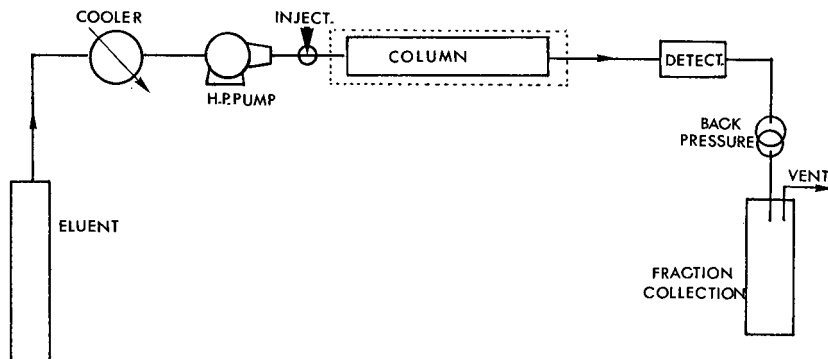 COOLER
INJECT.
COLUMN
DETECT.
H.P.PUMP
BACK
PRESSURE
VENT
ELUENT
FRACTION
COLLECTION